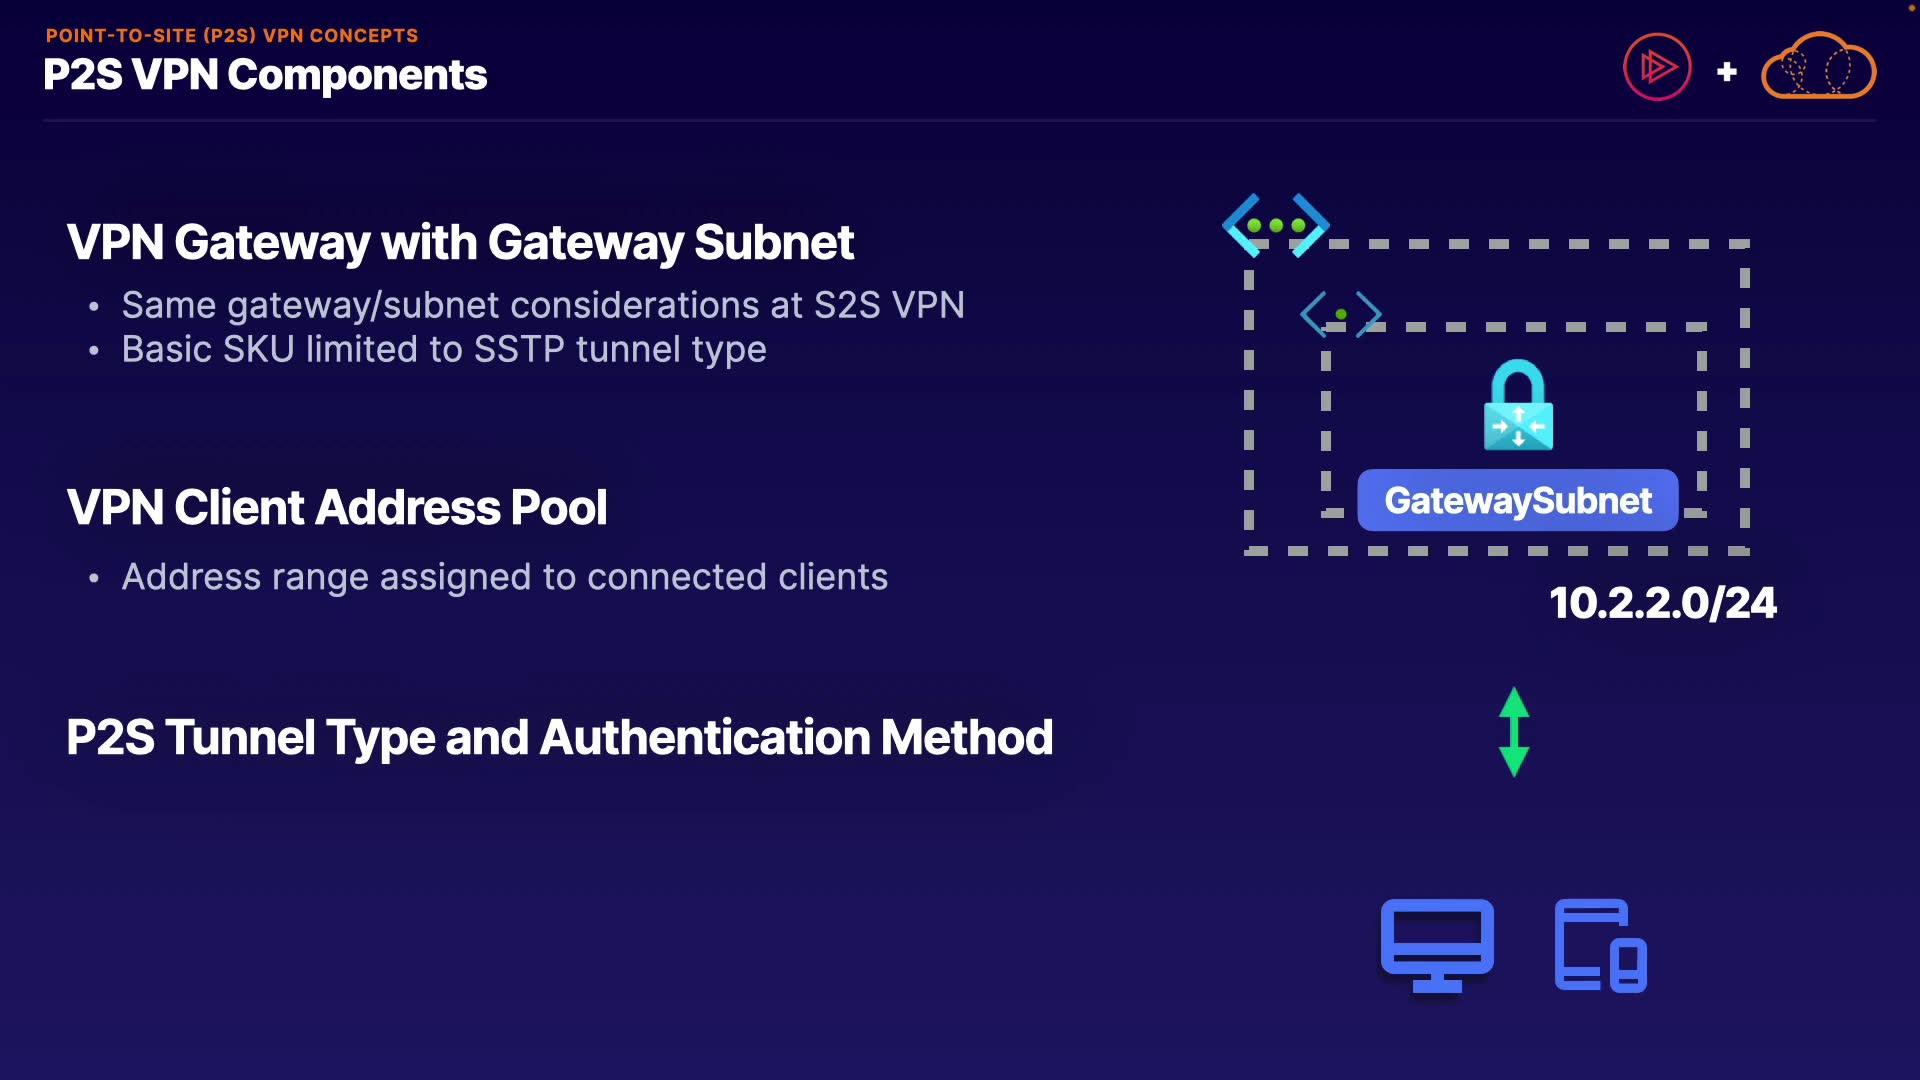 POINT-TO-SITE (P2S) VPN CONCEPTS
P2S VPN Components
VPN Gateway with Gateway Subnet
• Same gateway/subnet considerations at S2S VPN
• Basic SKU limited to SSTP tunnel type
VPN Client Address Pool
• Address range assigned to connected clients
P2S Tunnel Type and Authentication Method
GatewaySubnet
10.2.2.0/24